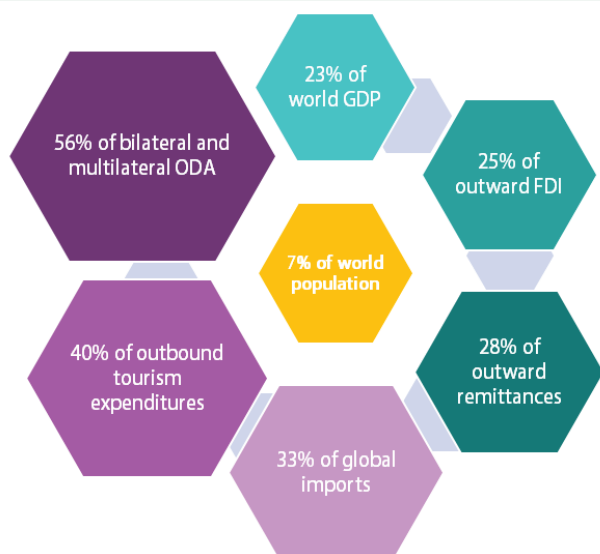 23% of
world GDP
25% of
outward FDI
28% of
outward
remittances
33% of global
imports
40% of outbound
tourism
expenditures
56% of bilateral and
multilateral ODA
7% of world
population